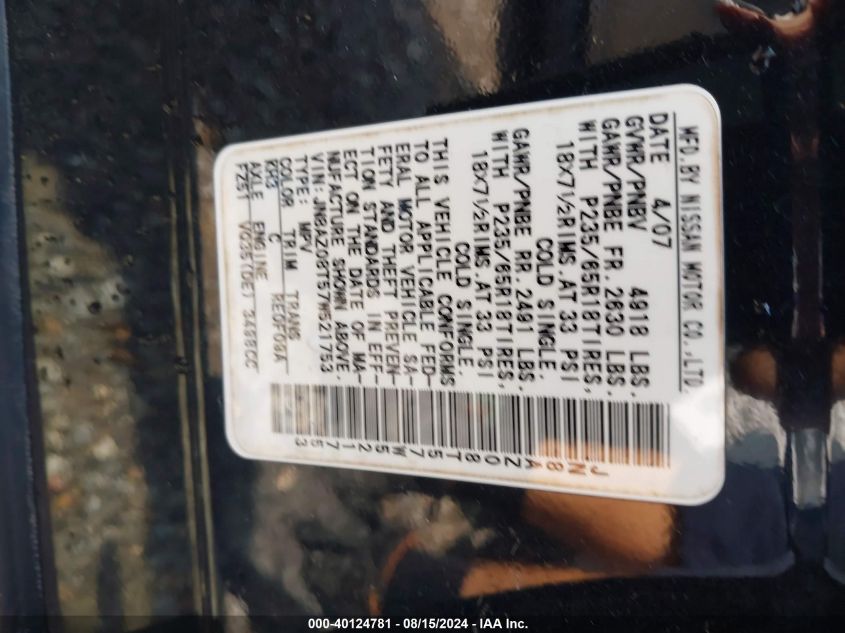 MFD.BY NISSAN MOTOR CO.,LTD.
DATE 4/07
GVWR/PNBV 4918 LBS.
GAWR/PNBE FR. 2630 LBS.
WITH P235/65R18TIRES,
18X7½RIMS.AT 33 PSI
COLD SINGLE.
GAWR/PNBE RR. 2491 LBS.
WITH P235/65R18TIRES,
18X7½RIMS.AT 33 PSI
COLD SINGLE.
THIS VEHICLE CONFORMS
TO ALL APPLICABLE FED-
ERAL MOTOR VEHICLE SA-
FETY AND THEFT PREVEN-
TION STANDARDS IN EFF-
ECT ON THE DATE OF MA-
NUFACTURE SHOWN ABOVE.
VIN: JN8AZ08T57W521753
TYPE: MPV
COLOR TRIM TRANS
KH3 C RE0F09A
AXLE ENGINE
FZ51 VQ35(DE) 3498CC
JN8AZ08T57W521753
000-40124781 - 08/15/2024 - IAA Inc.